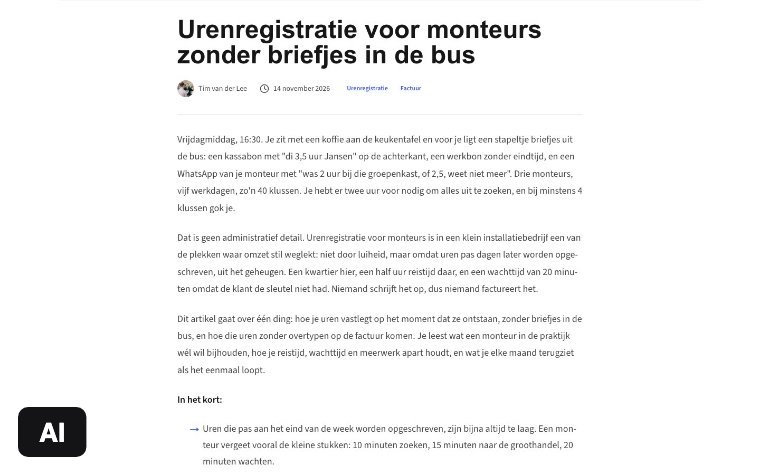 Urenregistratie voor monteurs
zonder briefjes in de bus
Tim van der Lee 14 november 2026 Urenregistratie Factuur
Vrijdagmiddag, 16:30. Je zit met een koffie aan de keukentafel en voor je ligt een stapeltje briefjes uit
de bus: een kassabon met "di 3,5 uur Jansen" op de achterkant, een werkbon zonder eindtijd, en een
WhatsApp van je monteur met "was 2 uur bij die groepenkast, of 2,5, weet niet meer". Drie monteurs,
vijf werkdagen, zo'n 40 klussen. Je hebt er twee uur voor nodig om alles uit te zoeken, en bij minstens 4
klussen gok je.
Dat is geen administratief detail. Urenregistratie voor monteurs is in een klein installatiebedrijf een van
de plekken waar omzet stil weglekt: niet door luiheid, maar omdat uren pas dagen later worden opge-
schreven, uit het geheugen. Een kwartier hier, een half uur reistijd daar, en een wachttijd van 20 minu-
ten omdat de klant de sleutel niet had. Niemand schrijft het op, dus niemand factureert het.
Dit artikel gaat over één ding: hoe je uren vastlegt op het moment dat ze ontstaan, zonder briefjes in de
bus, en hoe die uren zonder overtypen op de factuur komen. Je leest wat een monteur in de praktijk
wél wil bijhouden, hoe je reistijd, wachttijd en meerwerk apart houdt, en wat je elke maand terugziet
als het eenmaal loopt.
In het kort:
→ Uren die pas aan het eind van de week worden opgeschreven, zijn bijna altijd te laag. Een mon-
teur vergeet vooral de kleine stukken: 10 minuten zoeken, 15 minuten naar de groothandel, 20
minuten wachten.
AI